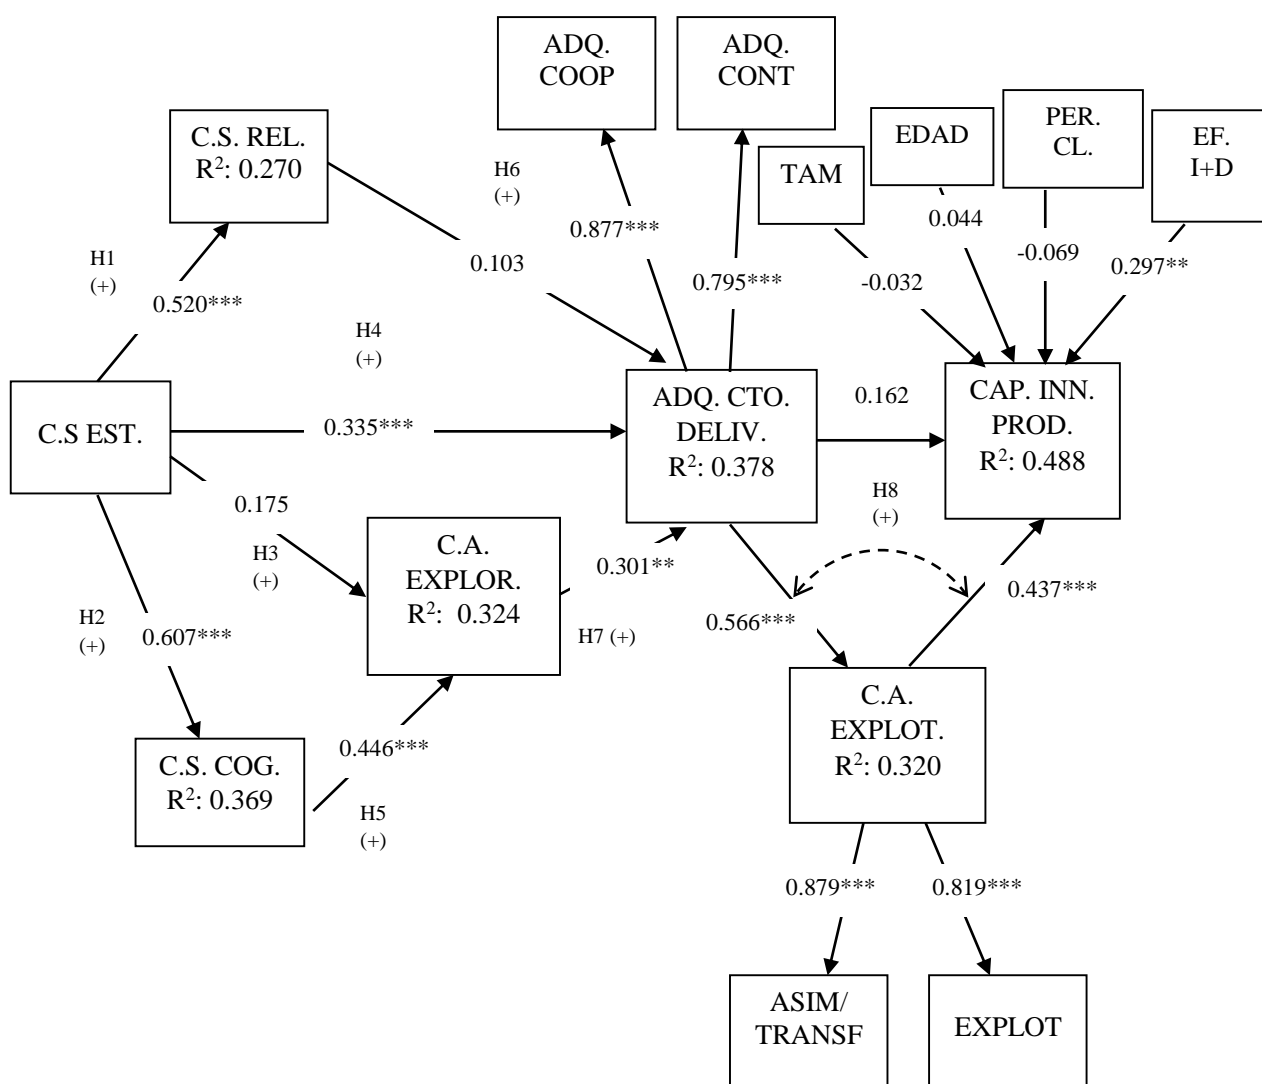 ADQ.
COOP
ADQ.
CONT
C.S. REL.
R²: 0.270
TAM
EDAD
PER.
CL.
EF.
I+D
H6
(+)
0.877***
0.795***
0.044
-0.069
0.297**
-0.032
H1
(+)
0.520***
0.103
H4
(+)
C.S EST.
0.335***
ADQ. CTO.
DELIV.
R²: 0.378
0.162
CAP. INN.
PROD.
R²: 0.488
H8
(+)
0.175
H3
(+)
C.A.
EXPLOR.
R²: 0.324
0.301**
H7 (+)
0.566***
0.437***
H2
(+)
0.607***
C.S. COG.
R²: 0.369
0.446***
H5
(+)
C.A.
EXPLOT.
R²: 0.320
0.879***
0.819***
ASIM/
TRANSF
EXPLOT